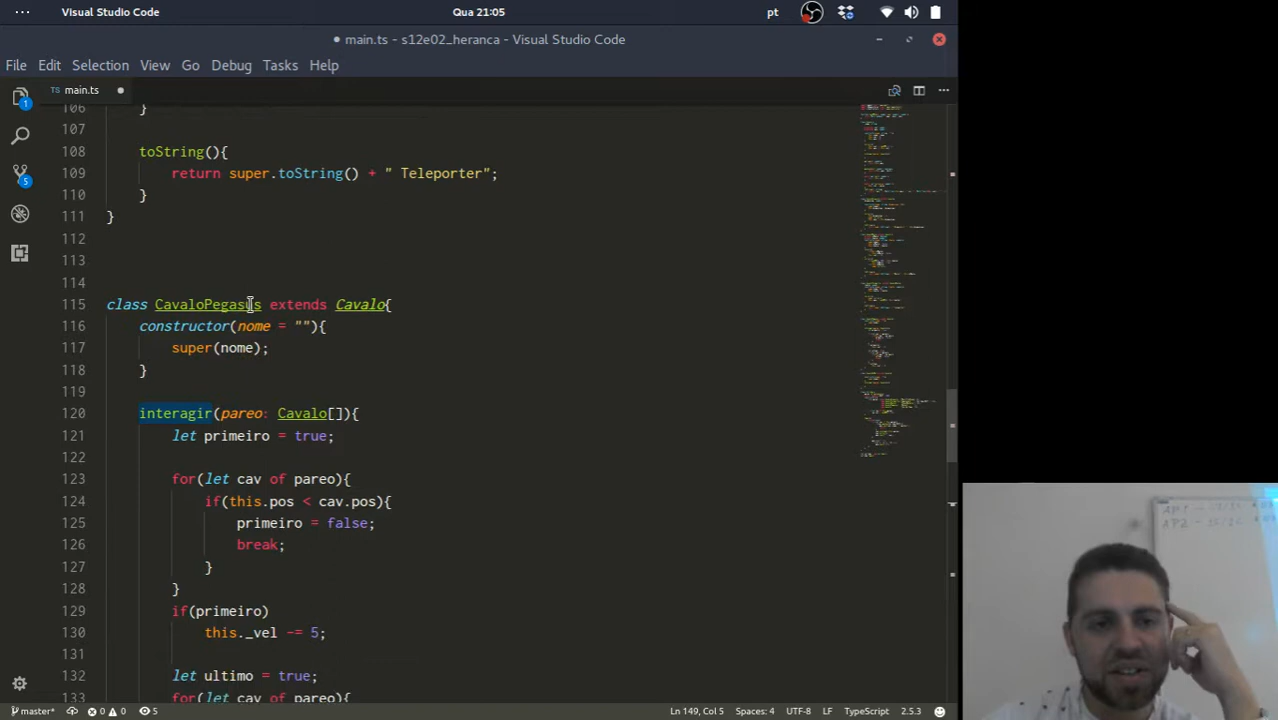 Visual Studio Code
Qua 21:05
pt
main.ts - s12e02_heranca - Visual Studio Code
File Edit Selection View Go Debug Tasks Help
TS main.ts
106 }
107
108 toString(){
109 return super.toString() + " Teleporter";
110 }
111 }
112
113
114
115 class CavaloPegasus extends Cavalo{
116 constructor(nome = ""){
117 super(nome);
118 }
119
120 interagir(pareo: Cavalo[]){
121 let primeiro = true;
122
123 for(let cav of pareo){
124 if(this.pos < cav.pos){
125 primeiro = false;
126 break;
127 }
128 }
129 if(primeiro)
130 this._vel -= 5;
131
132 let ultimo = true;
133 for(let cav of pareo){
1
5
master* 0 0 5 Ln 149, Col 5 Spaces: 4 UTF-8 LF TypeScript 2.5.3